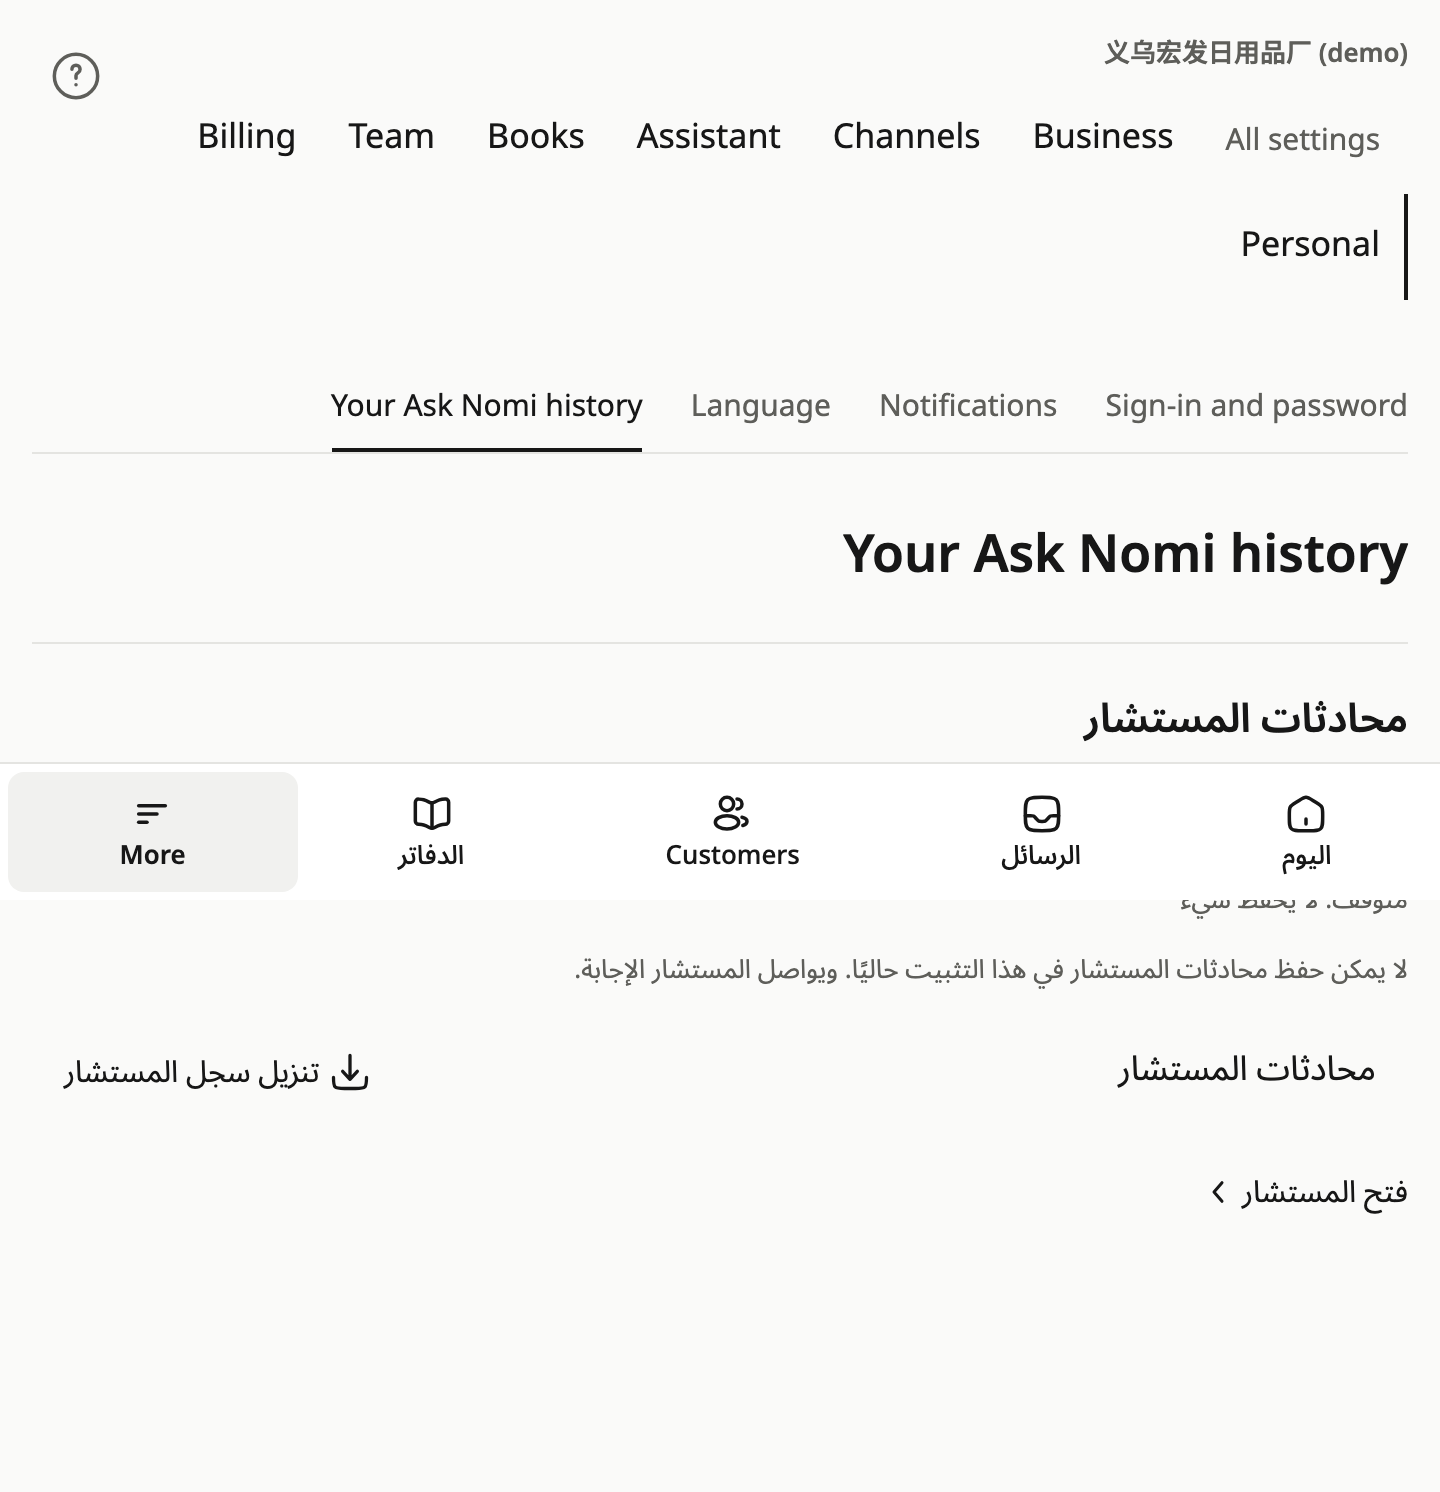 义乌宏发日用品厂 (demo)
All settings
Business
Channels
Assistant
Books
Team
Billing
Personal
Sign-in and password
Notifications
Language
Your Ask Nomi history
Your Ask Nomi history
محادثات المستشار
اليوم
الرسائل
Customers
الدفاتر
More
لا يمكن حفظ محادثات المستشار في هذا التثبيت حاليًا. ويواصل المستشار الإجابة.
محادثات المستشار
تنزيل سجل المستشار
فتح المستشار